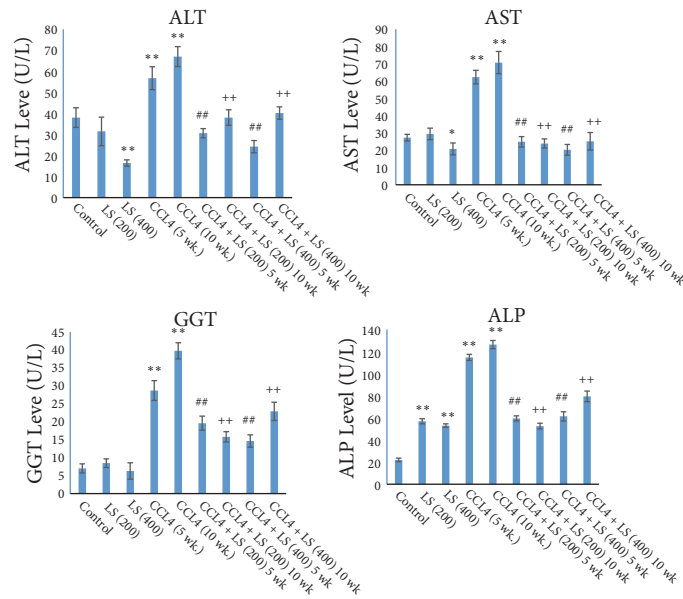 ALT
ALT Leve (U/L)
80
70
60
50
40
30
20
10
0
**
**
##
++
##
++
**
Control
LS (200)
LS (400)
CCL4 (5 wk.)
CCL4 (10 wk.)
CCL4 + LS (200) 5 wk
CCL4 + LS (200) 10 wk
CCL4 + LS (400) 5 wk
CCL4 + LS (400) 10 wk
AST
AST Leve (U/L)
90
80
70
60
50
40
30
20
10
0
*
**
**
##
++
##
++
Control
LS (200)
LS (400)
CCL4 (5 wk.)
CCL4 (10 wk.)
CCL4 + LS (200) 5 wk
CCL4 + LS (200) 10 wk
CCL4 + LS (400) 5 wk
CCL4 + LS (400) 10 wk
GGT
GGT Leve (U/L)
45
40
35
30
25
20
15
10
5
0
**
**
##
++
##
++
Control
LS (200)
LS (400)
CCL4 (5 wk.)
CCL4 (10 wk.)
CCL4 + LS (200) 5 wk
CCL4 + LS (200) 10 wk
CCL4 + LS (400) 5 wk
CCL4 + LS (400) 10 wk
ALP
ALP Level (U/L)
140
120
100
80
60
40
20
0
**
**
**
**
##
++
##
++
Control
LS (200)
LS (400)
CCL4 (5 wk.)
CCL4 (10 wk.)
CCL4 + LS (200) 5 wk
CCL4 + LS (200) 10 wk
CCL4 + LS (400) 5 wk
CCL4 + LS (400) 10 wk